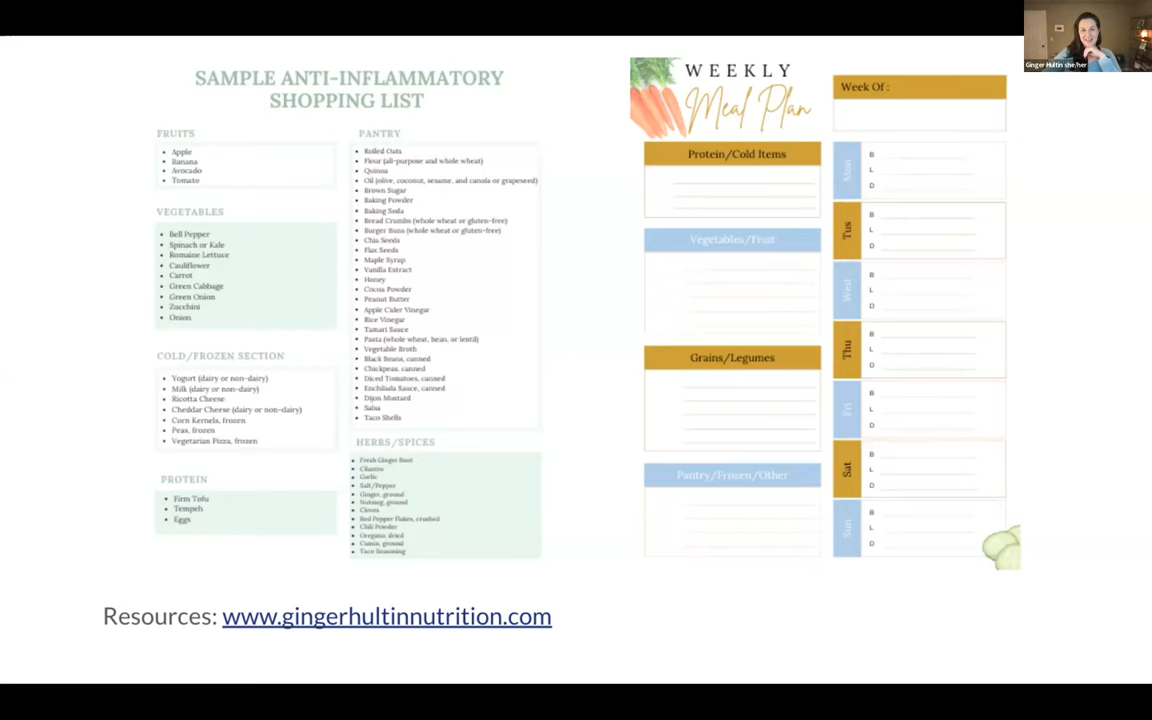 SAMPLE ANTI-INFLAMMATORY
SHOPPING LIST
FRUITS
Apple
Banana
Avocado
Tomato
VEGETABLES
Bell Pepper
Spinach or Kale
Romaine Lettuce
Cauliflower
Carrot
Green Cabbage
Green Onion
Zucchini
Onion
COLD/FROZEN SECTION
Yogurt (dairy or non-dairy)
Milk (dairy or non-dairy)
Ricotta Cheese
Cheddar Cheese (dairy or non-dairy)
Corn Kernels, frozen
Peas, frozen
Vegetarian Pizza, frozen
PROTEIN
Firm Tofu
Tempeh
Eggs
PANTRY
Rolled Oats
Flour (all-purpose and whole wheat)
Quinoa
Oil (olive, coconut, sesame, and canola or grapeseed)
Brown Sugar
Baking Powder
Baking Soda
Bread Crumbs (whole wheat or gluten-free)
Burger Buns (whole wheat or gluten-free)
Chia Seeds
Flax Seeds
Maple Syrup
Vanilla Extract
Honey
Cocoa Powder
Peanut Butter
Apple Cider Vinegar
Rice Vinegar
Tamari Sauce
Pasta (whole wheat, bean, or lentil)
Vegetable Broth
Black Beans, canned
Chickpeas, canned
Diced Tomatoes, canned
Enchilada Sauce, canned
Dijon Mustard
Salsa
Taco Shells
HERBS/SPICES
Fresh Ginger Root
Cilantro
Garlic
Salt/Pepper
Ginger, ground
Nutmeg, ground
Cloves
Red Pepper Flakes, crushed
Chili Powder
Oregano, dried
Cumin, ground
Taco Seasoning
WEEKLY
Meal Plan
Protein/Cold Items
Vegetables/Fruit
Grains/Legumes
Pantry/Frozen/Other
Week Of :
Mon
B
L
D
Tus
B
L
D
Wed
B
L
D
Thu
B
L
D
Fri
B
L
D
Sat
B
L
D
Sun
B
L
D
Resources: www.gingerhultinnutrition.com
Ginger Hultin she/her